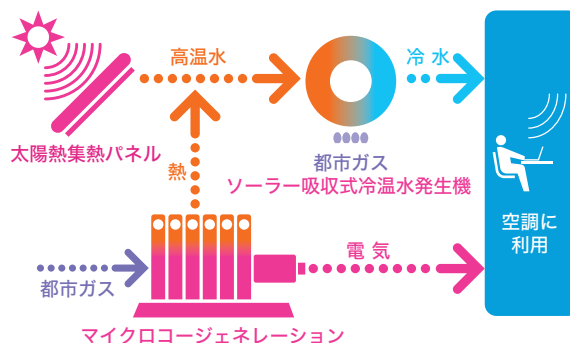 高温水
冷水
太陽熱集熱パネル
熱
都市ガス
ソーラー吸収式冷温水発生機
空調に
利用
電気
都市ガス
マイクロコージェネレーション